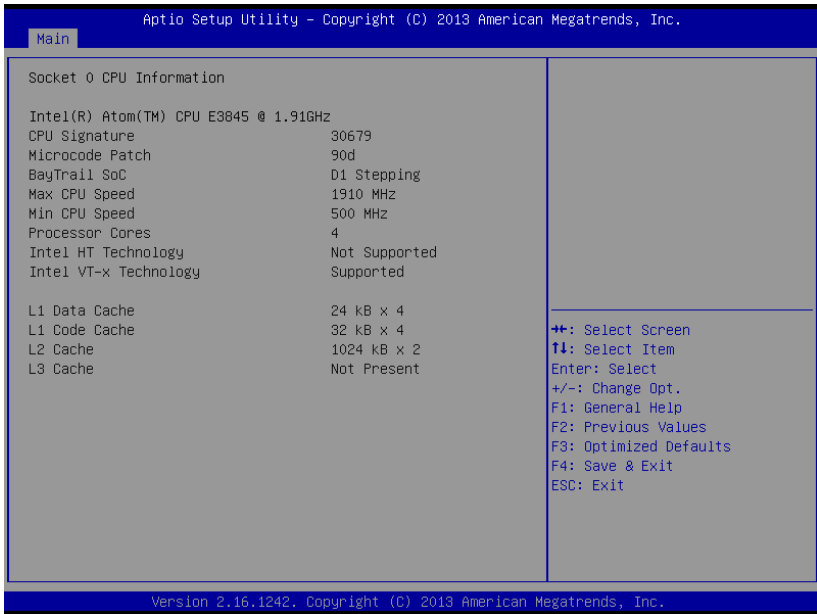 Aptio Setup Utility – Copyright (C) 2013 American Megatrends, Inc.
Main
Socket 0 CPU Information
Intel(R) Atom(TM) CPU E3845 @ 1.91GHz
CPU Signature 30679
Microcode Patch 90d
BayTrail SoC D1 Stepping
Max CPU Speed 1910 MHz
Min CPU Speed 500 MHz
Processor Cores 4
Intel HT Technology Not Supported
Intel VT-x Technology Supported
L1 Data Cache 24 kB x 4
L1 Code Cache 32 kB x 4
L2 Cache 1024 kB x 2
L3 Cache Not Present
→←: Select Screen
↑↓: Select Item
Enter: Select
+/-: Change Opt.
F1: General Help
F2: Previous Values
F3: Optimized Defaults
F4: Save & Exit
ESC: Exit
Version 2.16.1242. Copyright (C) 2013 American Megatrends, Inc.